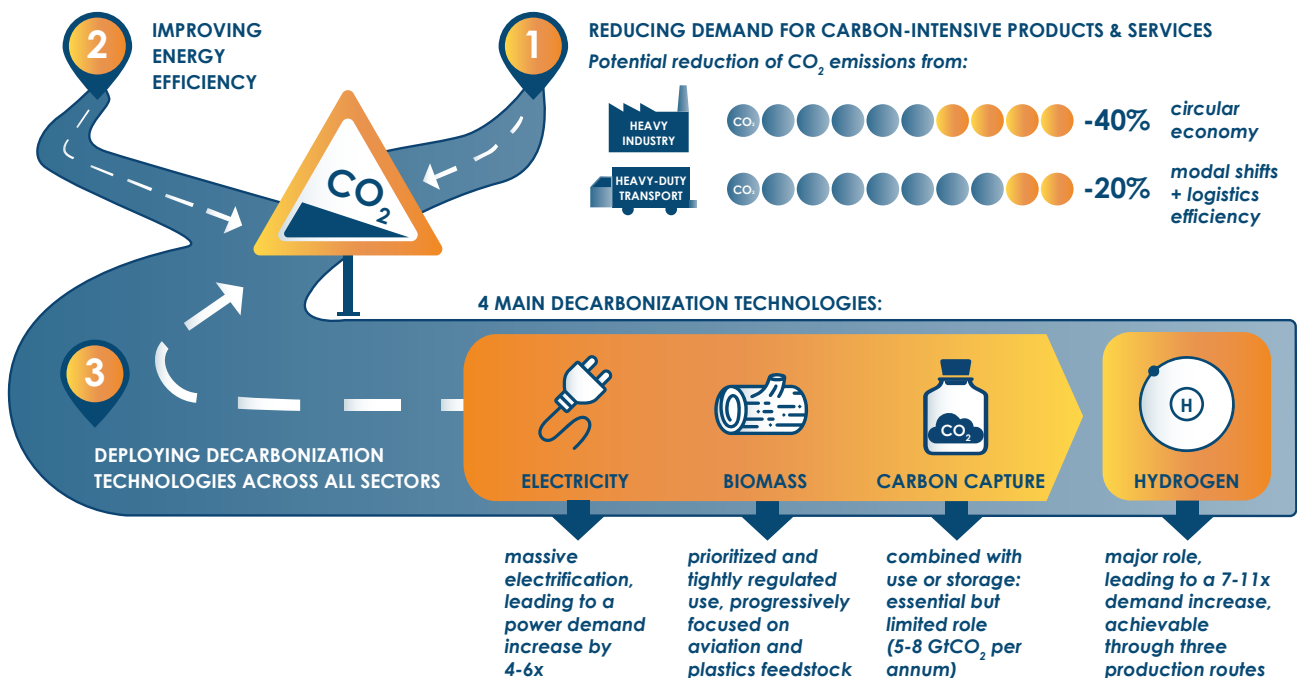 1
REDUCING DEMAND FOR CARBON-INTENSIVE PRODUCTS & SERVICES
Potential reduction of CO₂ emissions from:
HEAVY
INDUSTRY
CO₂
-40%
circular
economy
HEAVY-DUTY
TRANSPORT
CO₂
-20%
modal shifts
+ logistics
efficiency
2
IMPROVING
ENERGY
EFFICIENCY
CO₂
3
DEPLOYING DECARBONIZATION
TECHNOLOGIES ACROSS ALL SECTORS
4 MAIN DECARBONIZATION TECHNOLOGIES:
ELECTRICITY
massive
electrification,
leading to a
power demand
increase by
4-6x
BIOMASS
prioritized and
tightly regulated
use, progressively
focused on
aviation and
plastics feedstock
CO₂
CARBON CAPTURE
combined with
use or storage:
essential but
limited role
(5-8 GtCO₂ per
annum)
H
HYDROGEN
major role,
leading to a 7-11x
demand increase,
achievable
through three
production routes